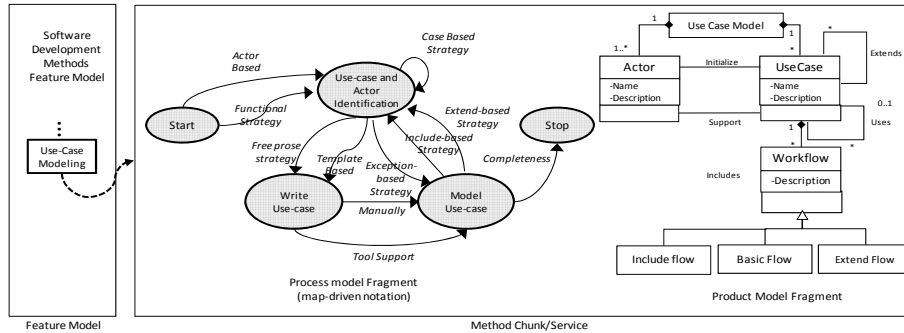 Software
Development
Methods
Feature Model
Use-Case
Modeling
Feature Model
Actor
Based
Functional
Strategy
Start
Use-case and
Actor
Identification
Case Based
Strategy
Extend-based
Strategy
Include-based
Strategy
Stop
Completeness
Free prose
strategy
Template
Based
Exception-
based
Strategy
Write
Use-case
Manually
Model
Use-case
Tool Support
Process model Fragment
(map-driven notation)
1
Use Case Model
1
1..*
*
*
Actor
-Name
-Description
Initialize
Support
UseCase
-Name
-Description
Extends
0..1
Uses
*
1
*
Includes
Workflow
-Description
Include flow
Basic Flow
Extend Flow
Product Model Fragment
Method Chunk/Service